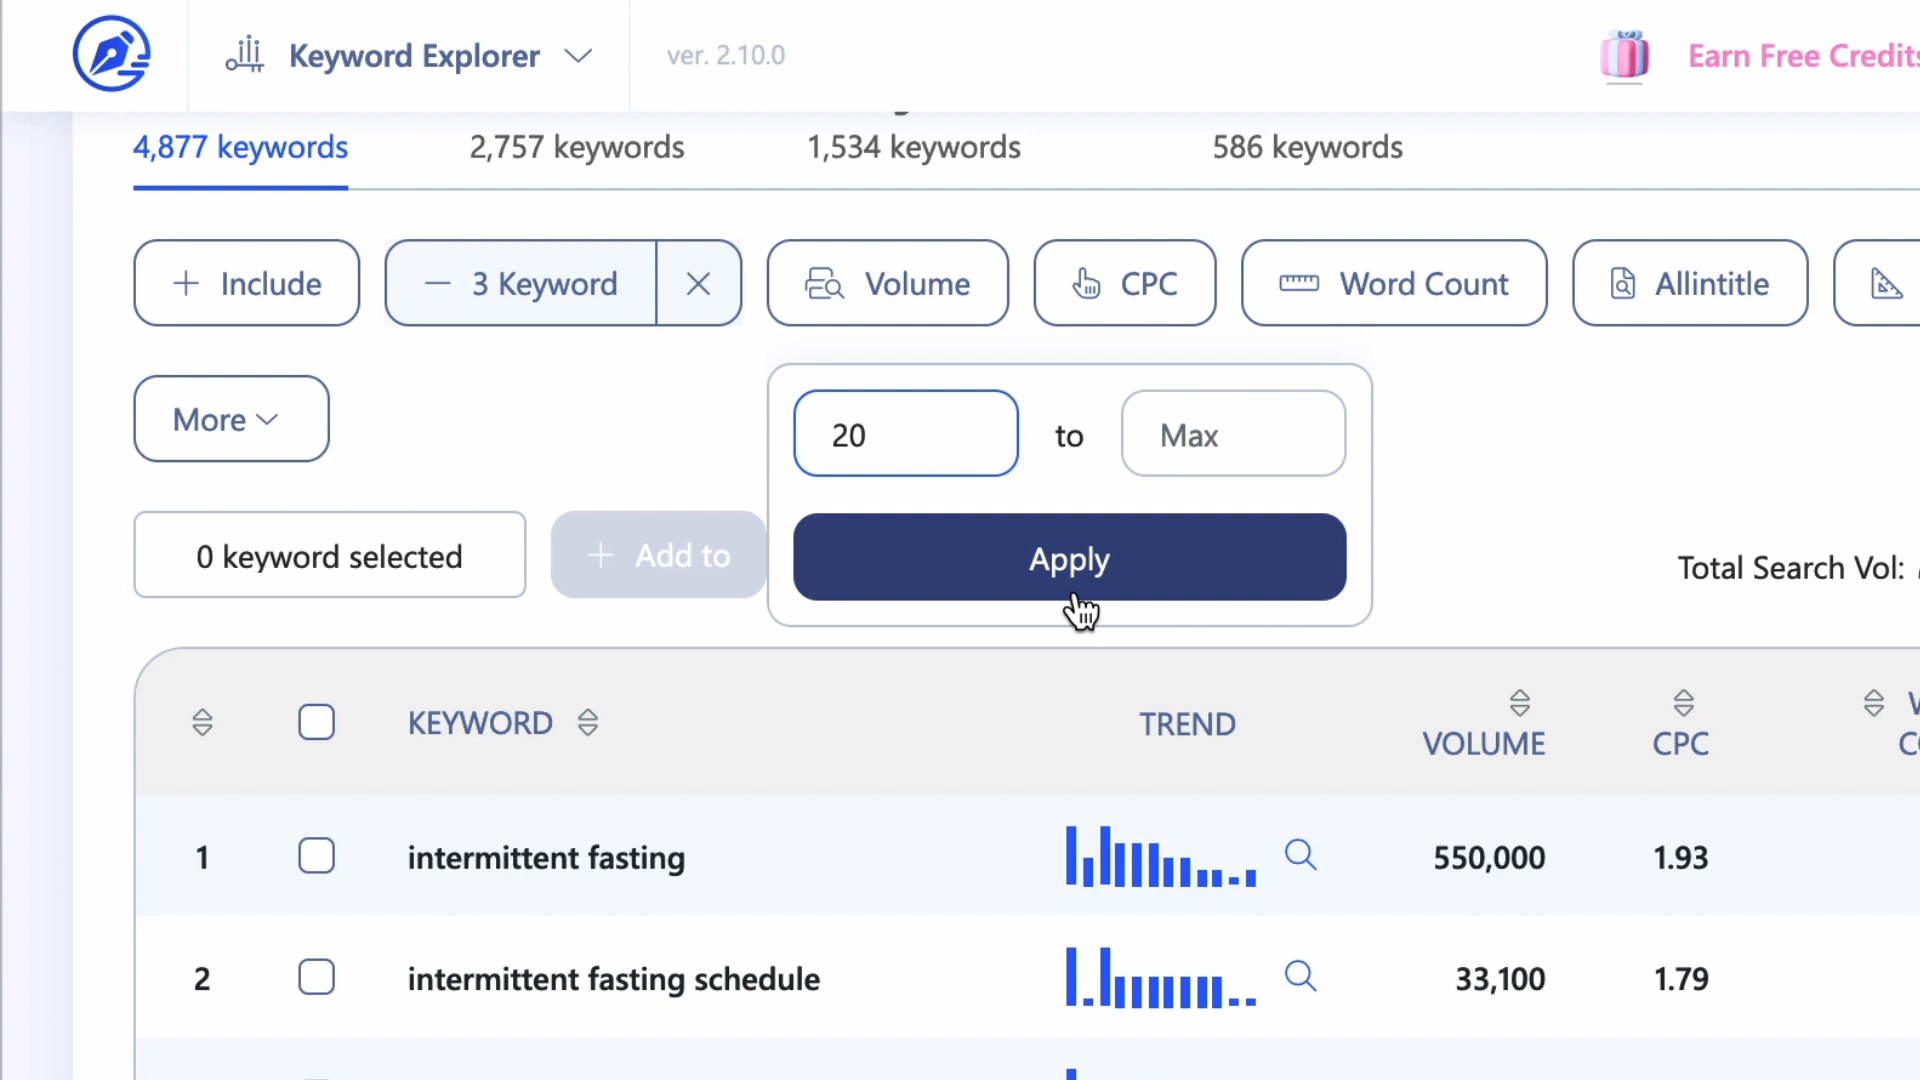 Keyword Explorer
ver. 2.10.0
Earn Free Credits
4,877 keywords
2,757 keywords
1,534 keywords
586 keywords
Include
3 Keyword
Volume
CPC
Word Count
Allintitle
More
20 to Max
0 keyword selected
Add to
Apply
Total Search Vol:
KEYWORD
TREND
VOLUME
CPC
1 intermittent fasting 550,000 1.93
2 intermittent fasting schedule 33,100 1.79